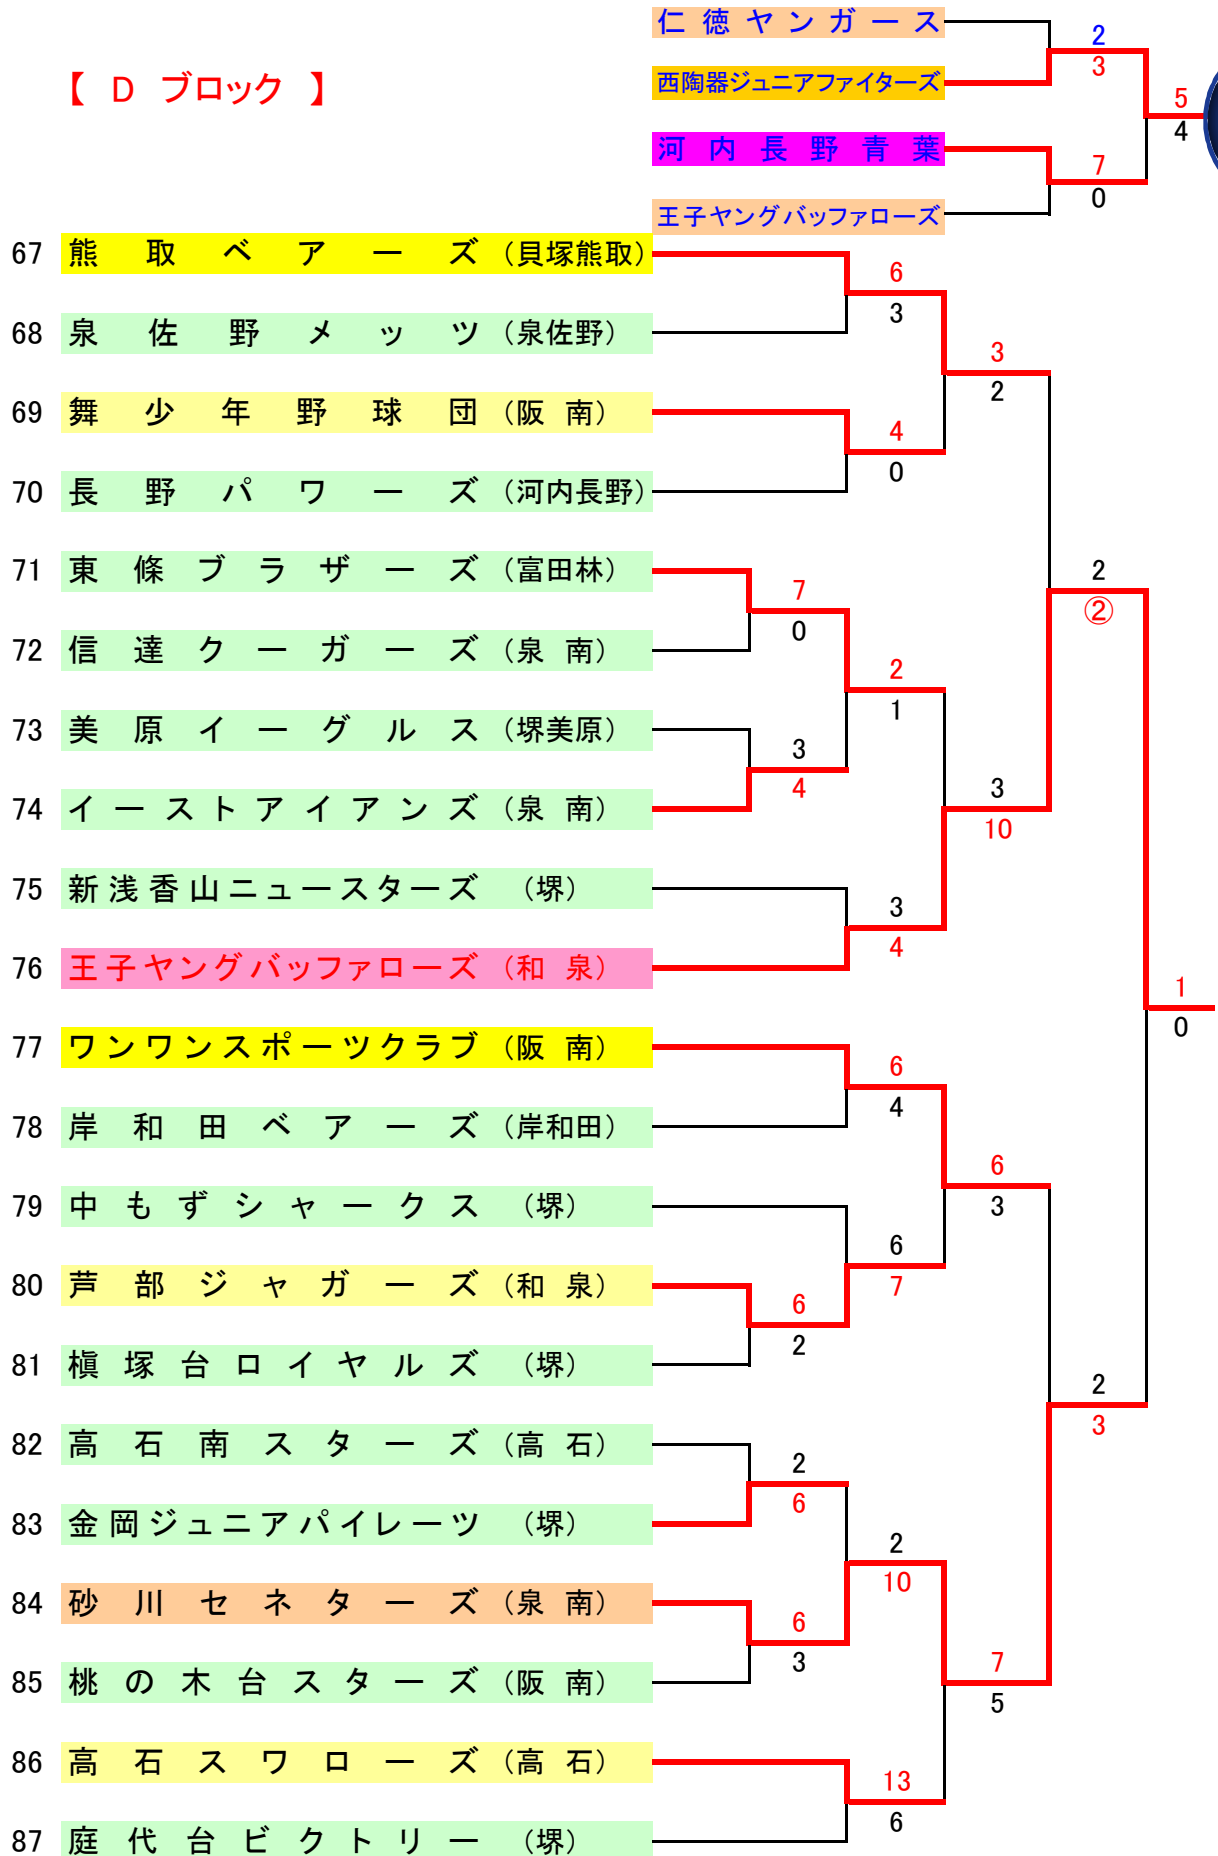 仁徳ヤンガース
2
【 D ブロック 】
3
西陶器ジュニアファイターズ
5
4
河内長野青葉
7
0
王子ヤングバッファローズ
67 熊取ベアーズ (貝塚熊取)
6
3
68 泉佐野メッツ (泉佐野)
3
2
69 舞少年野球団 (阪 南)
4
0
70 長野パワーズ (河内長野)
71 東條ブラザーズ (富田林)
7
0
2
②
72 信達クーガーズ (泉 南)
2
1
73 美原イーグルス (堺美原)
3
4
74 イーストアイアンズ (泉 南)
3
10
75 新浅香山ニュースターズ (堺)
3
4
76 王子ヤングバッファローズ (和 泉)
1
0
77 ワンワンスポーツクラブ (阪 南)
6
4
78 岸和田ベアーズ (岸和田)
6
3
79 中もずシャークス (堺)
6
7
80 芦部ジャガーズ (和 泉)
6
2
81 槇塚台ロイヤルズ (堺)
2
3
82 高石南スターズ (高 石)
2
6
83 金岡ジュニアパイレーツ (堺)
2
10
84 砂川セネターズ (泉 南)
6
3
85 桃の木台スターズ (阪 南)
7
5
86 高石スワローズ (高 石)
13
6
87 庭代台ビクトリー (堺)